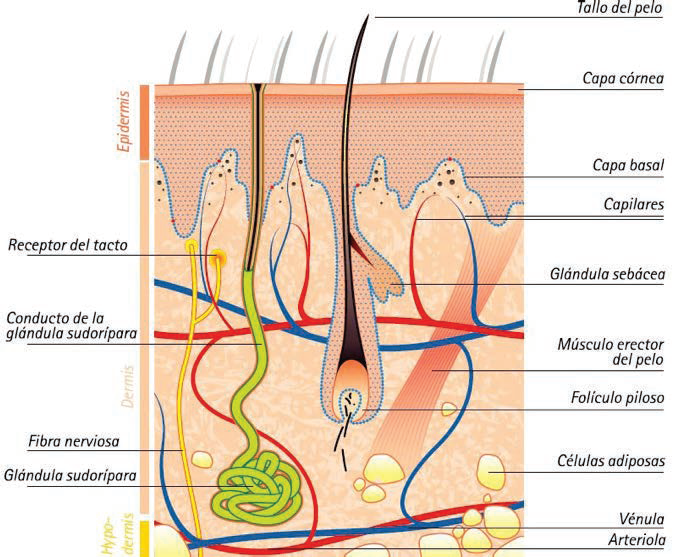 Tallo del pelo
Capa córnea
Epidermis
Capa basal
Capilares
Receptor del tacto
Glándula sebácea
Conducto de la
glándula sudorípara
Músculo erector
del pelo
Dermis
Folículo piloso
Fibra nerviosa
Células adiposas
Glándula sudorípara
Vénula
Hypo-
dermis
Arteriola